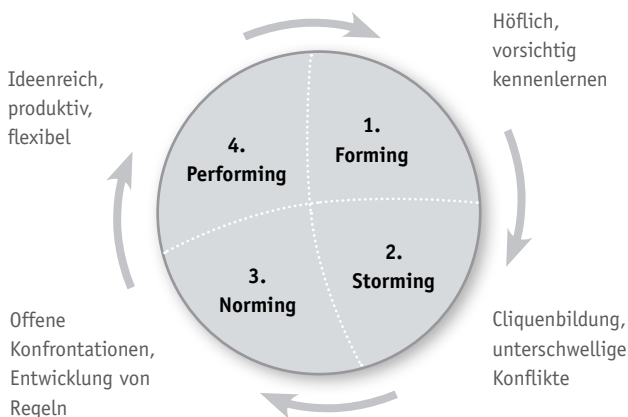 Höflich,
vorsichtig
kennenlernen
Ideenreich,
produktiv,
flexibel
1.
Forming
4.
Performing
2.
Storming
3.
Norming
Cliquenbildung,
unterschwellige
Konflikte
Offene
Konfrontationen,
Entwicklung von
Regeln